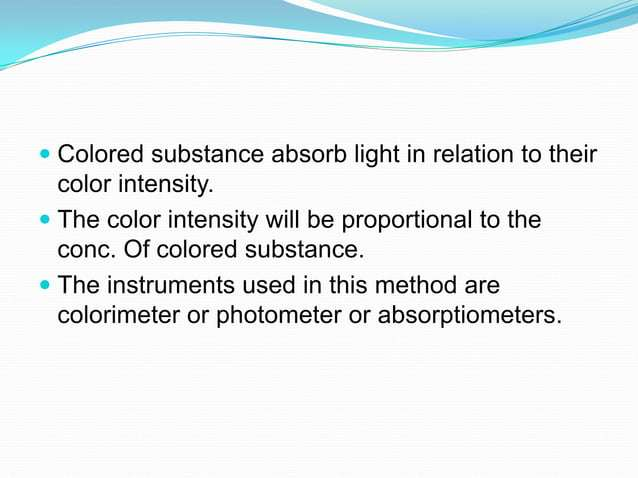 • Colored substance absorb light in relation to their
color intensity.
• The color intensity will be proportional to the
conc. Of colored substance.
• The instruments used in this method are
colorimeter or photometer or absorptiometers.